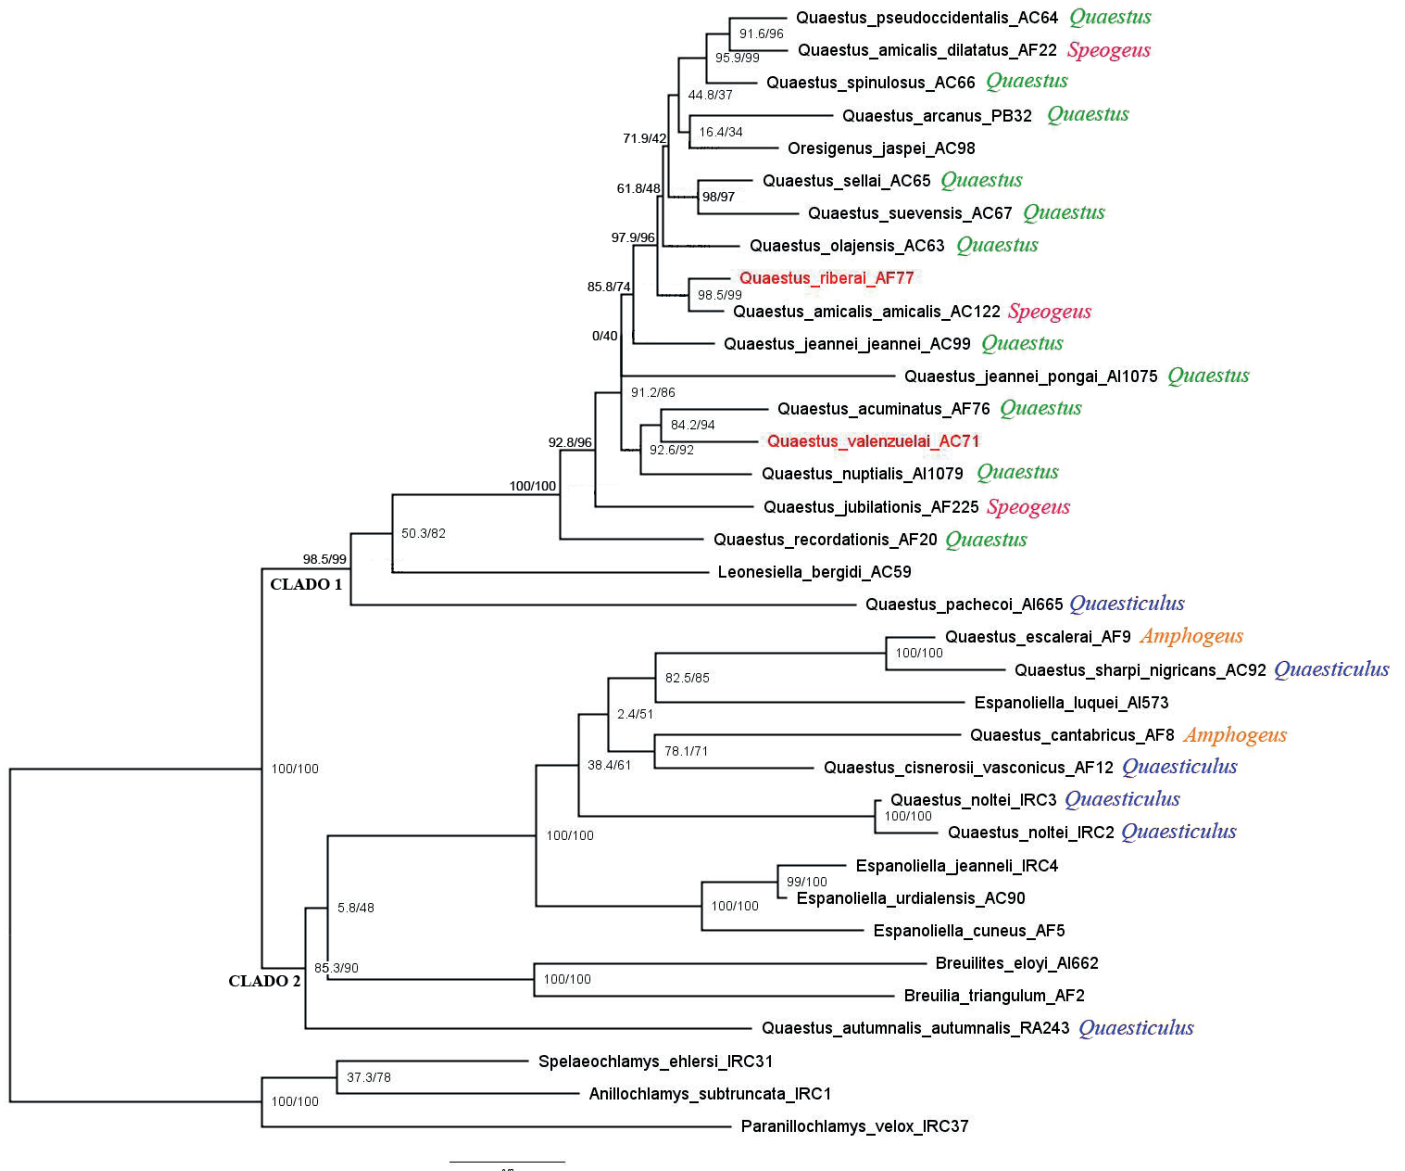 Quaestus_pseudoccidentalis_AC64 Quaestus
91.6/96
Quaestus_amicalis_dilatatus_AF22 Speogeus
95.9/99
Quaestus_spinulosus_AC66 Quaestus
44.8/37
Quaestus_arcanus_PB32 Quaestus
16.4/34
71.9/42
Oresigenus_jaspei_AC98
Quaestus_sellai_AC65 Quaestus
61.8/48
98/97
Quaestus_suevensis_AC67 Quaestus
97.9/96
Quaestus_olajensis_AC63 Quaestus
Quaestus_riberai_AF77
85.8/74
98.5/99
Quaestus_amicalis_amicalis_AC122 Speogeus
0/40
Quaestus_jeannei_jeannei_AC99 Quaestus
Quaestus_jeannei_pongai_AI1075 Quaestus
91.2/86
Quaestus_acuminatus_AF76 Quaestus
84.2/94
92.8/96
Quaestus_valenzuelai_AC71
92.6/92
Quaestus_nuptialis_AI1079 Quaestus
100/100
Quaestus_jubilationis_AF225 Speogeus
50.3/82
Quaestus_recordationis_AF20 Quaestus
98.5/99
Leonesiella_bergidi_AC59
CLADO 1
Quaestus_pachecoi_AI665 Quaesticulus
Quaestus_escalerai_AF9 Amphogeus
100/100
Quaestus_sharpi_nigricans_AC92 Quaesticulus
82.5/85
Espanoliella_luquei_AI573
2.4/51
Quaestus_cantabricus_AF8 Amphogeus
78.1/71
38.4/61
Quaestus_cisnerosii_vasconicus_AF12 Quaesticulus
100/100
Quaestus_noltei_IRC3 Quaesticulus
100/100
Quaestus_noltei_IRC2 Quaesticulus
100/100
Espanoliella_jeanneli_IRC4
99/100
Espanoliella_urdialensis_AC90
100/100
5.8/48
Espanoliella_cuneus_AF5
Breuilites_eloyi_AI662
85.3/90
CLADO 2
100/100
Breuilia_triangulum_AF2
Quaestus_autumnalis_autumnalis_RA243 Quaesticulus
Spelaeochlamys_ehlersi_IRC31
37.3/78
Anillochlamys_subtruncata_IRC1
100/100
Paranillochlamys_velox_IRC37